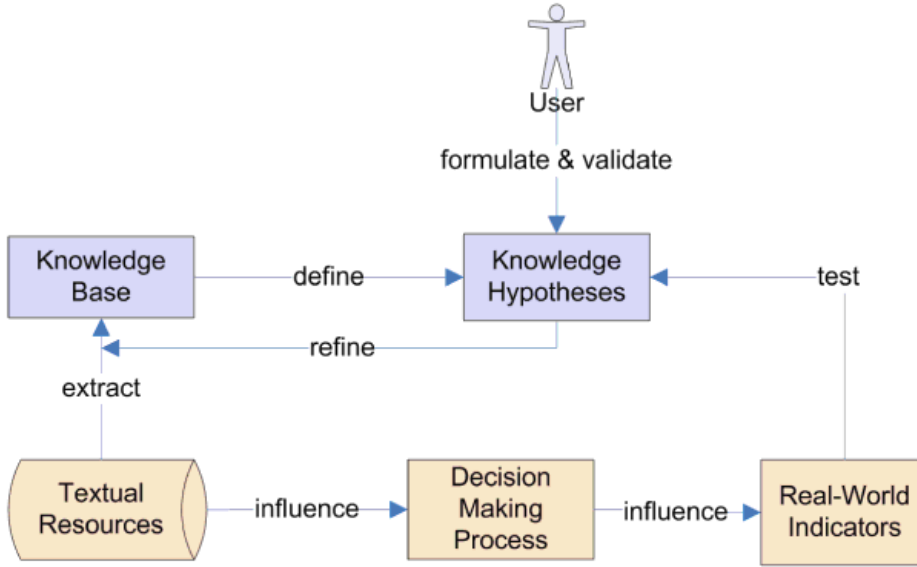 User
formulate & validate
Knowledge
Base
define
Knowledge
Hypotheses
test
refine
extract
Textual
Resources
influence
Decision
Making
Process
influence
Real-World
Indicators